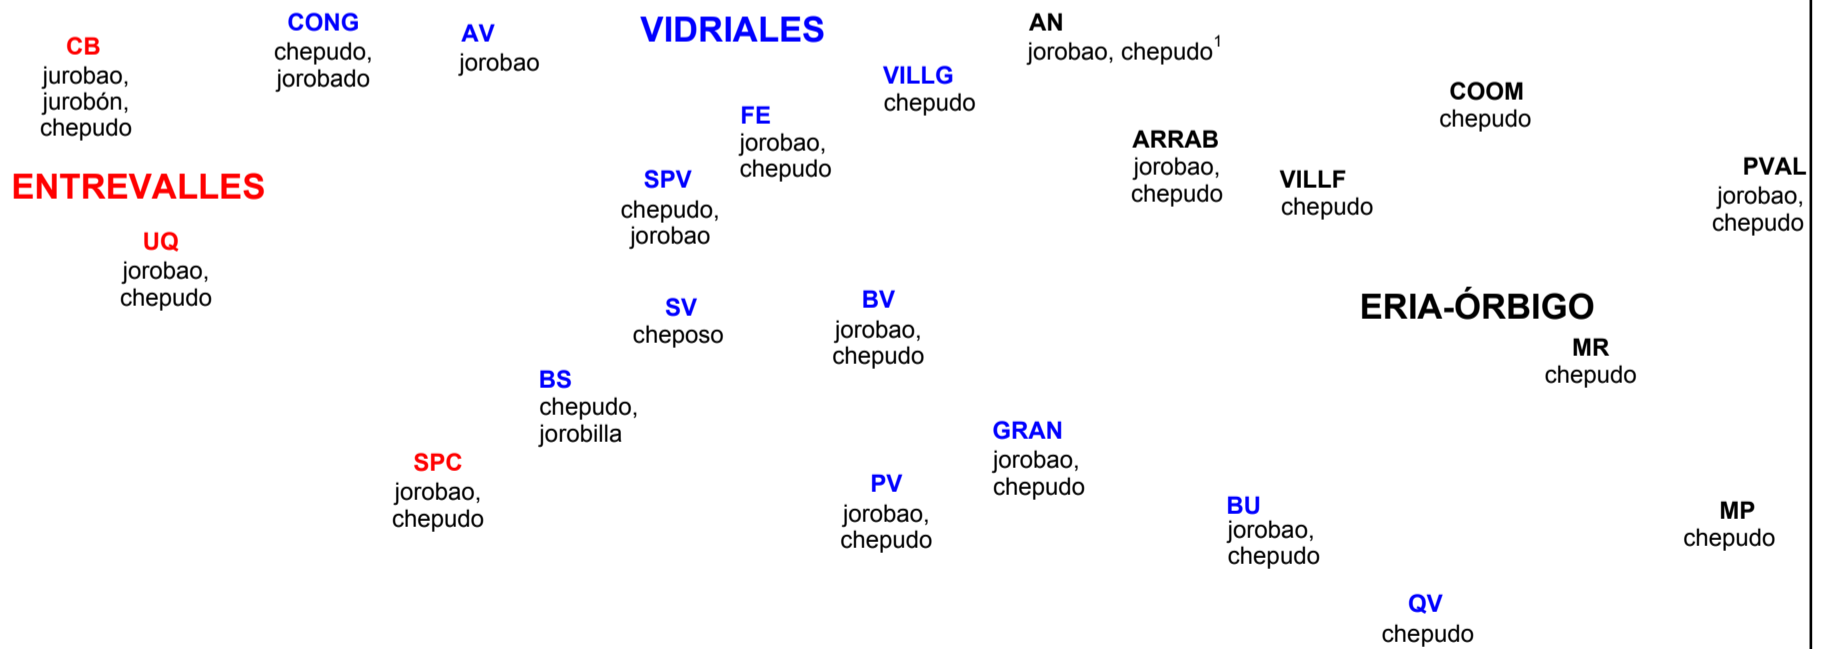 CB
jurobao,
jurobón,
chepudo
CONG
chepudo,
jorobado
AV
jorobao
VIDRIALES
AN
jorobao, chepudo¹
VILLG
chepudo
COOM
chepudo
FE
jorobao,
chepudo
ARRAB
jorobao,
chepudo
PVAL
jorobao,
chepudo
ENTREVALLES
SPV
chepudo,
jorobao
VILLF
chepudo
UQ
jorobao,
chepudo
SV
cheposo
BV
jorobao,
chepudo
ERIA-ÓRBIGO
MR
chepudo
BS
chepudo,
jorobilla
GRAN
jorobao,
chepudo
SPC
jorobao,
chepudo
PV
jorobao,
chepudo
BU
jorobao,
chepudo
MP
chepudo
QV
chepudo